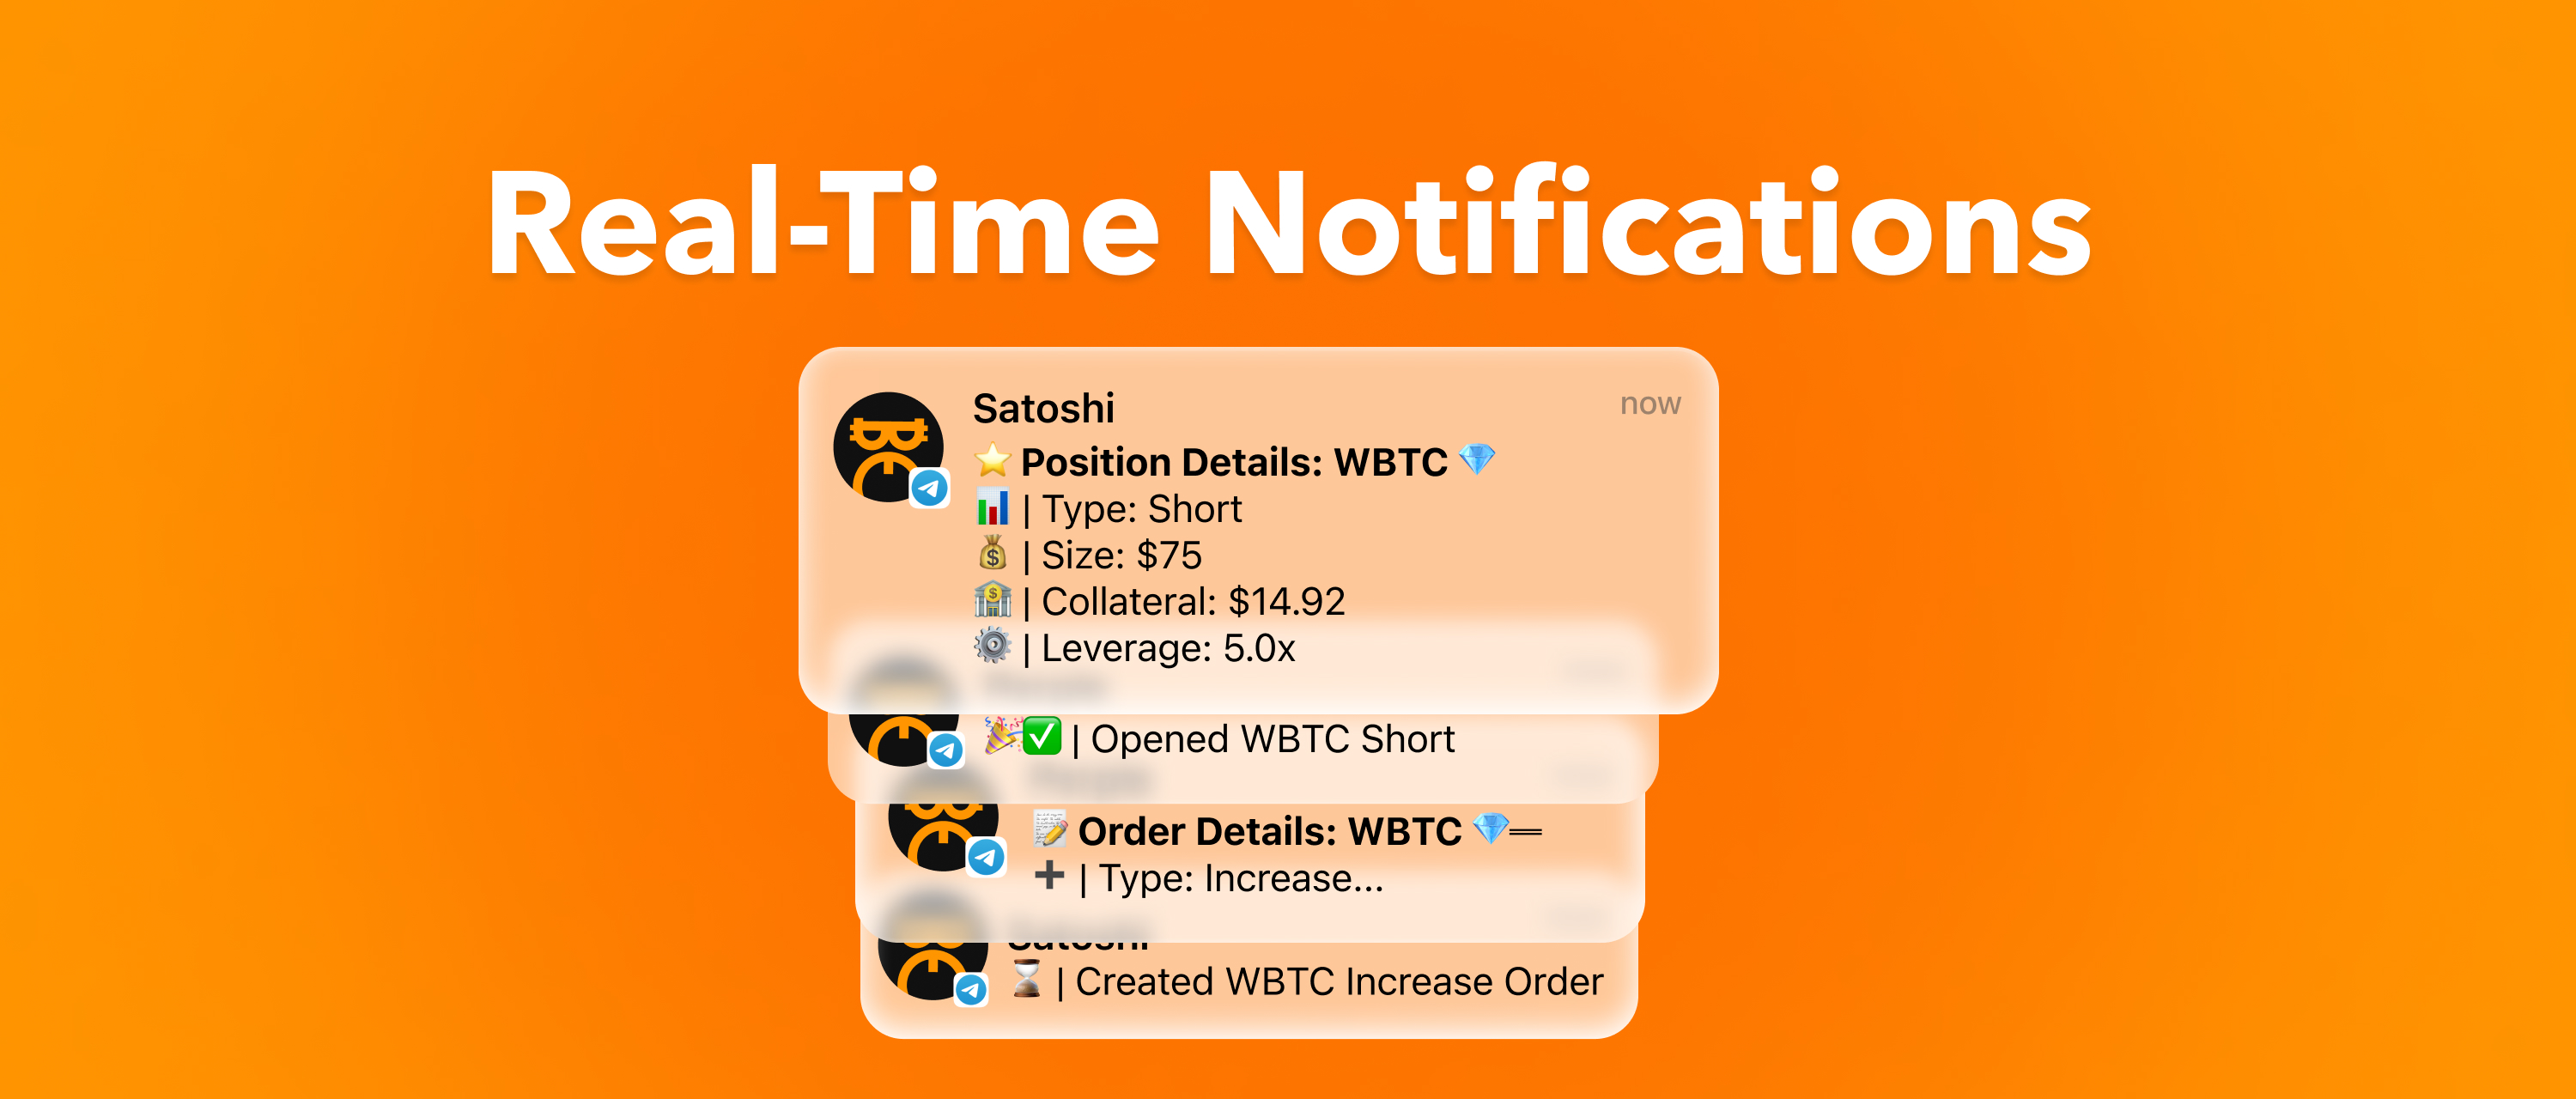 Real-Time Notifications
Satoshi
now
⭐ Position Details: WBTC 💎
📊 | Type: Short
💰 | Size: $75
🏦 | Collateral: $14.92
⚙️ | Leverage: 5.0x
🎉✅ | Opened WBTC Short
📝 Order Details: WBTC 💎═
➕ | Type: Increase...
Satoshi
⏳ | Created WBTC Increase Order